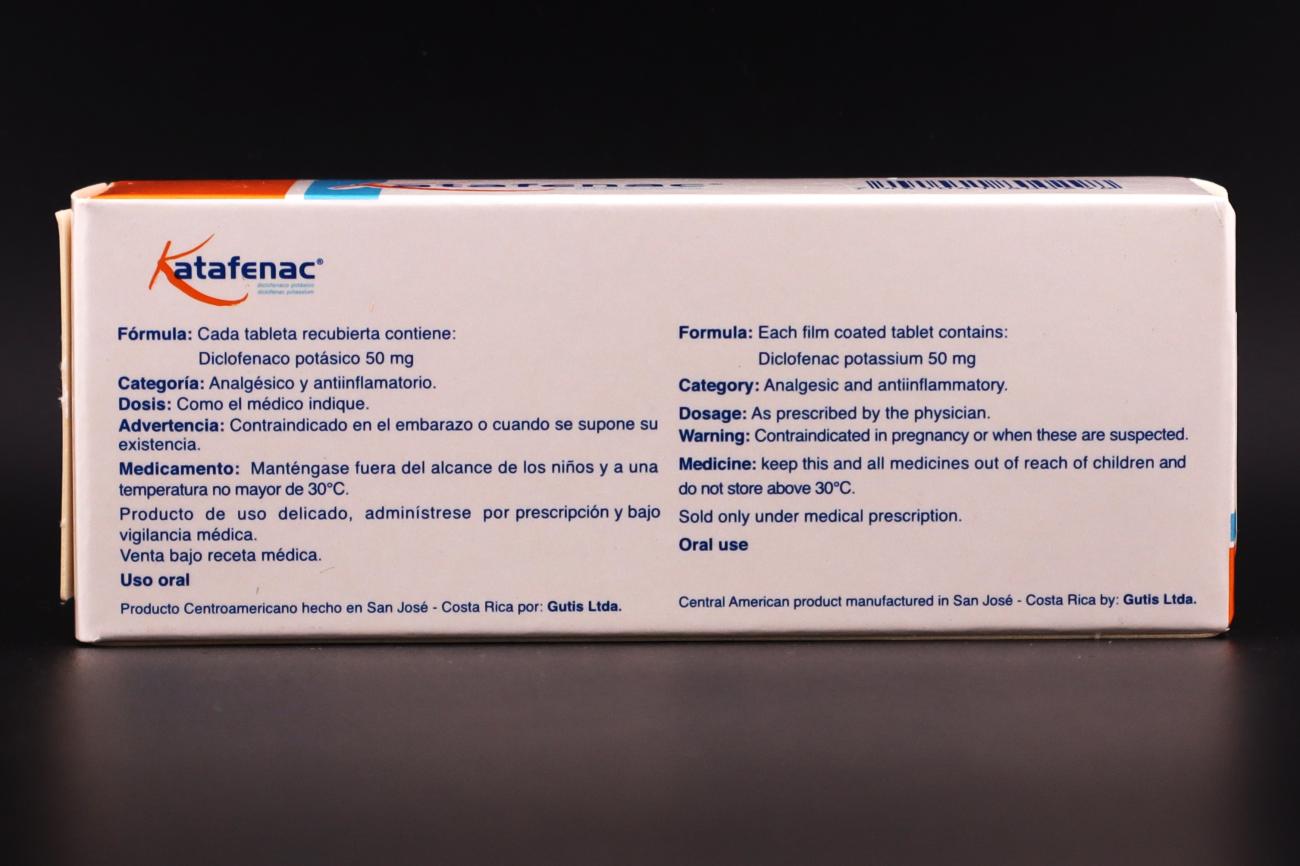 Katafenac
Katafenac®
diclofenaco potásico
diclofenac potassium
Fórmula: Cada tableta recubierta contiene:
Diclofenaco potásico 50 mg
Categoría: Analgésico y antiinflamatorio.
Dosis: Como el médico indique.
Advertencia: Contraindicado en el embarazo o cuando se supone su
existencia.
Medicamento: Manténgase fuera del alcance de los niños y a una
temperatura no mayor de 30°C.
Producto de uso delicado, adminístrese por prescripción y bajo
vigilancia médica.
Venta bajo receta médica.
Uso oral
Producto Centroamericano hecho en San José - Costa Rica por: Gutis Ltda.
Formula: Each film coated tablet contains:
Diclofenac potassium 50 mg
Category: Analgesic and antiinflammatory.
Dosage: As prescribed by the physician.
Warning: Contraindicated in pregnancy or when these are suspected.
Medicine: keep this and all medicines out of reach of children and
do not store above 30°C.
Sold only under medical prescription.
Oral use
Central American product manufactured in San José - Costa Rica by: Gutis Ltda.